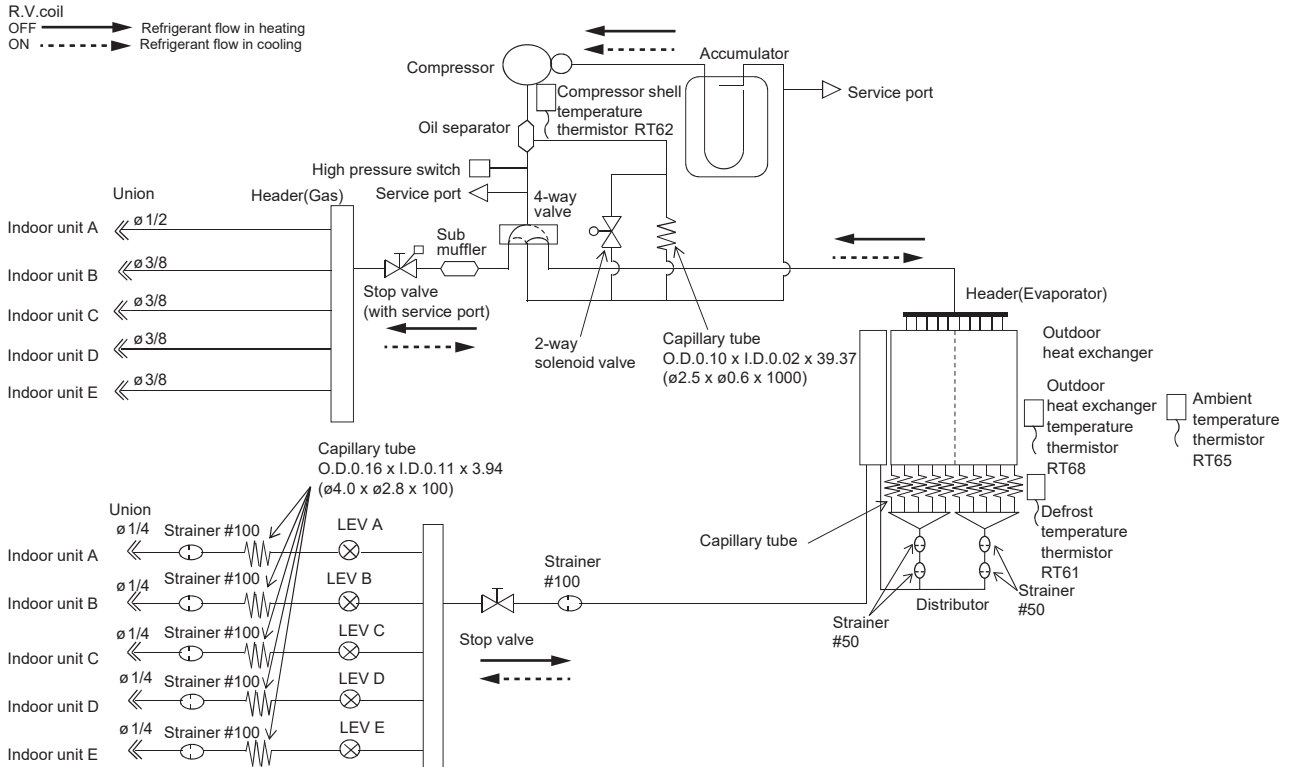 R.V.coil
OFF Refrigerant flow in heating
ON Refrigerant flow in cooling
Compressor
Accumulator
Service port
Compressor shell
temperature
thermistor RT62
Oil separator
High pressure switch
Service port
4-way
valve
Union
Header(Gas)
Indoor unit A
ø 1/2
Indoor unit B
ø 3/8
Indoor unit C
ø 3/8
Indoor unit D
ø 3/8
Indoor unit E
ø 3/8
Sub
muffler
Stop valve
(with service port)
2-way
solenoid valve
Capillary tube
O.D.0.10 x I.D.0.02 x 39.37
(ø2.5 x ø0.6 x 1000)
Header(Evaporator)
Outdoor
heat exchanger
Outdoor
heat exchanger
temperature
thermistor
RT68
Ambient
temperature
thermistor
RT65
Defrost
temperature
thermistor
RT61
Capillary tube
Distributor
Strainer
#50
Strainer
#50
Capillary tube
O.D.0.16 x I.D.0.11 x 3.94
(ø4.0 x ø2.8 x 100)
Union
ø 1/4
Strainer #100
LEV A
Indoor unit A
ø 1/4
Strainer #100
LEV B
Indoor unit B
ø 1/4
Strainer #100
LEV C
Indoor unit C
ø 1/4
Strainer #100
LEV D
Indoor unit D
ø 1/4
Strainer #100
LEV E
Indoor unit E
Strainer
#100
Stop valve